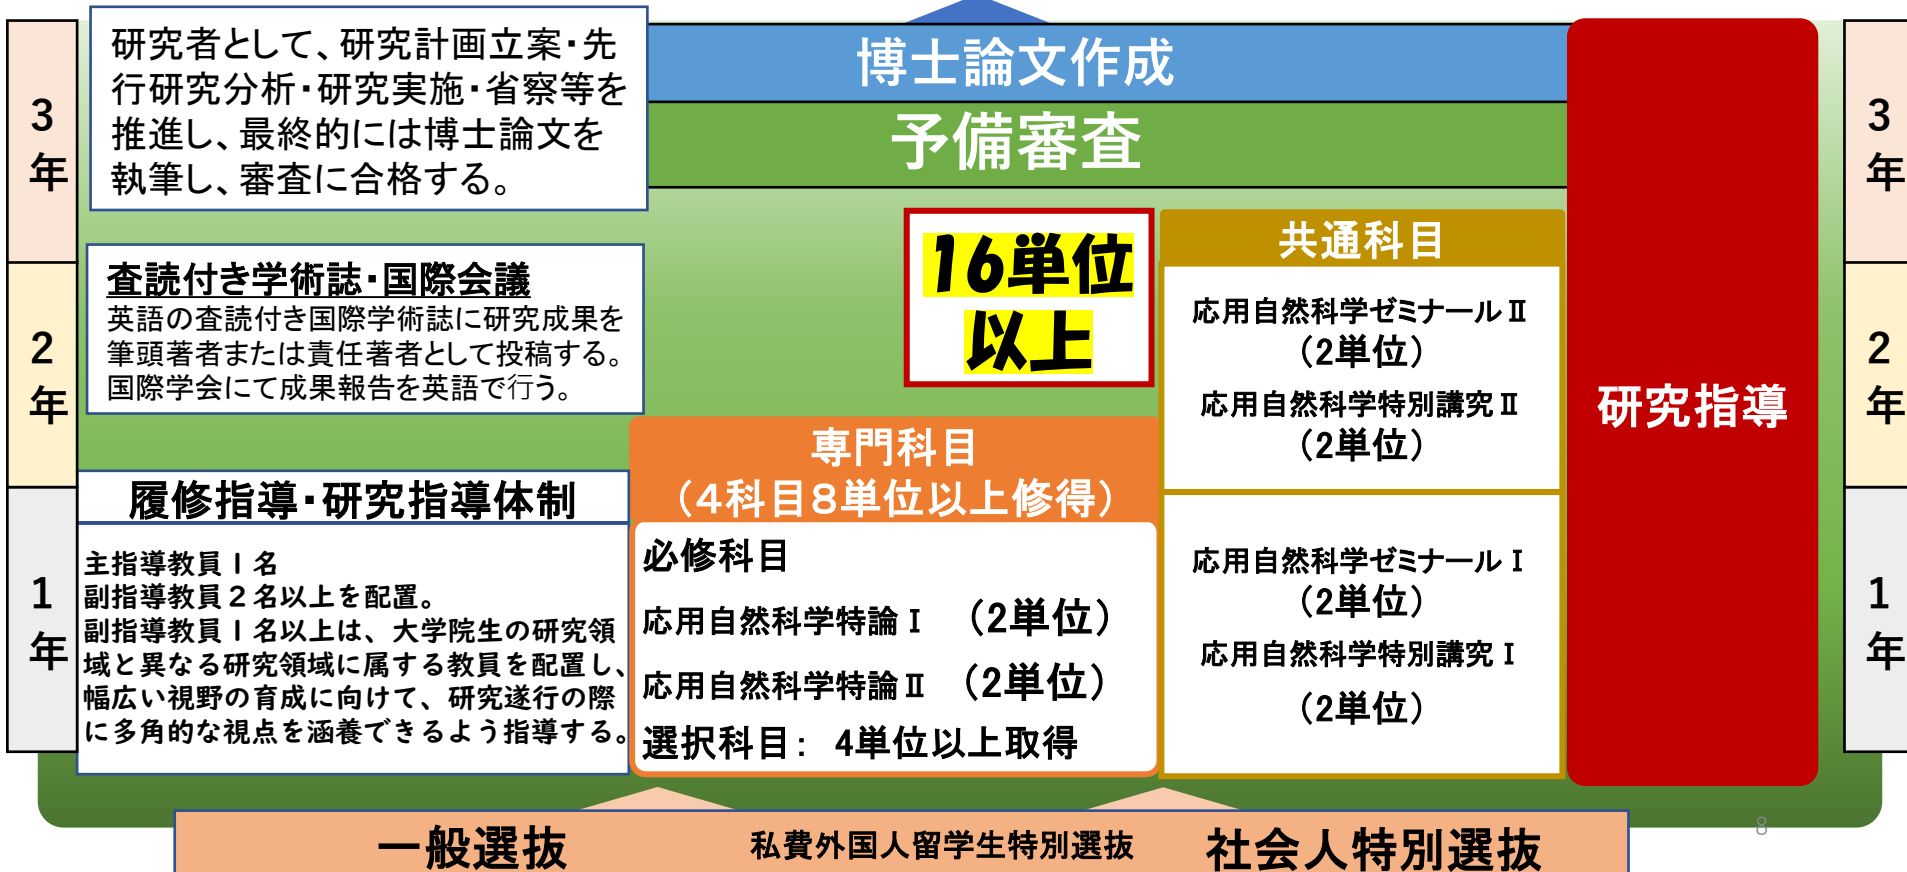 3
年
2
年
1
年
研究者として、研究計画立案・先
行研究分析・研究実施・省察等を
推進し、最終的には博士論文を
執筆し、審査に合格する。
査読付き学術誌・国際会議
英語の査読付き国際学術誌に研究成果を
筆頭著者または責任著者として投稿する。
国際学会にて成果報告を英語で行う。
履修指導・研究指導体制
主指導教員1名
副指導教員2名以上を配置。
副指導教員1名以上は、大学院生の研究領
域と異なる研究領域に属する教員を配置し、
幅広い視野の育成に向けて、研究遂行の際
に多角的な視点を涵養できるよう指導する。
博士論文作成
予備審査
16単位
以上
専門科目
（4科目8単位以上修得）
必修科目
応用自然科学特論Ⅰ （2単位）
応用自然科学特論Ⅱ （2単位）
選択科目： 4単位以上取得
共通科目
応用自然科学ゼミナールⅡ
（2単位）
応用自然科学特別講究Ⅱ
（2単位）
応用自然科学ゼミナールⅠ
（2単位）
応用自然科学特別講究Ⅰ
（2単位）
研究指導
3
年
2
年
1
年
一般選抜 私費外国人留学生特別選抜 社会人特別選抜
8